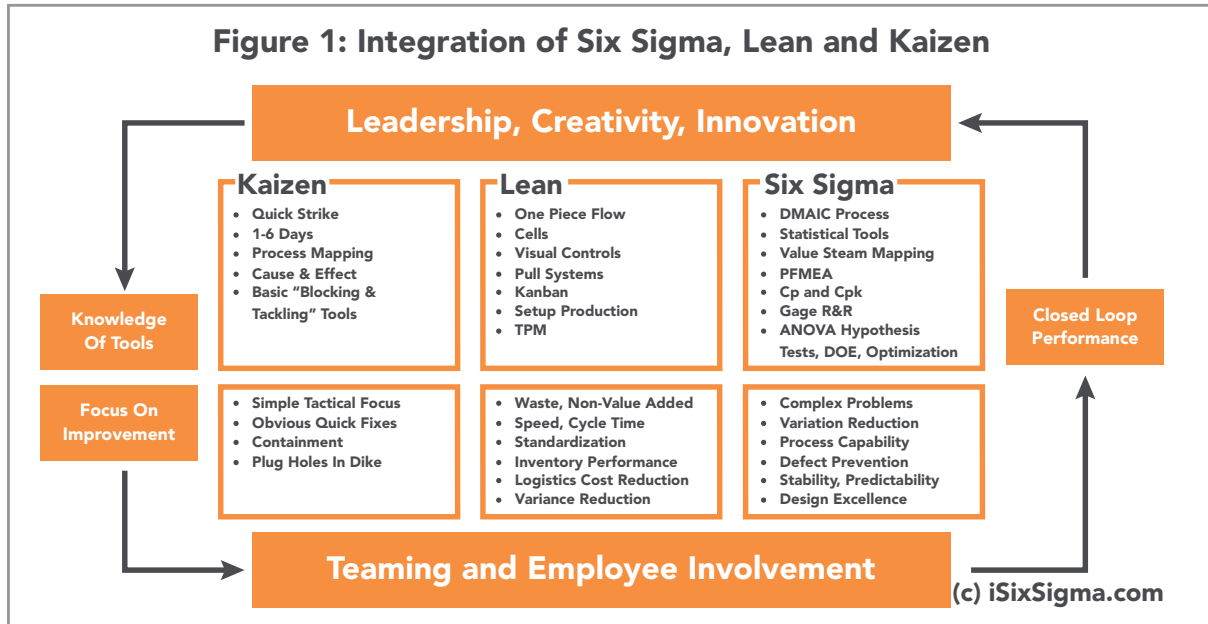 Figure 1: Integration of Six Sigma, Lean and Kaizen
Leadership, Creativity, Innovation
Kaizen
• Quick Strike
• 1-6 Days
• Process Mapping
• Cause & Effect
• Basic “Blocking &
Tackling” Tools
Lean
• One Piece Flow
• Cells
• Visual Controls
• Pull Systems
• Kanban
• Setup Production
• TPM
Six Sigma
• DMAIC Process
• Statistical Tools
• Value Steam Mapping
• PFMEA
• Cp and Cpk
• Gage R&R
• ANOVA Hypothesis
Tests, DOE, Optimization
Knowledge
Of Tools
Closed Loop
Performance
Focus On
Improvement
• Simple Tactical Focus
• Obvious Quick Fixes
• Containment
• Plug Holes In Dike
• Waste, Non-Value Added
• Speed, Cycle Time
• Standardization
• Inventory Performance
• Logistics Cost Reduction
• Variance Reduction
• Complex Problems
• Variation Reduction
• Process Capability
• Defect Prevention
• Stability, Predictability
• Design Excellence
Teaming and Employee Involvement
(c) iSixSigma.com